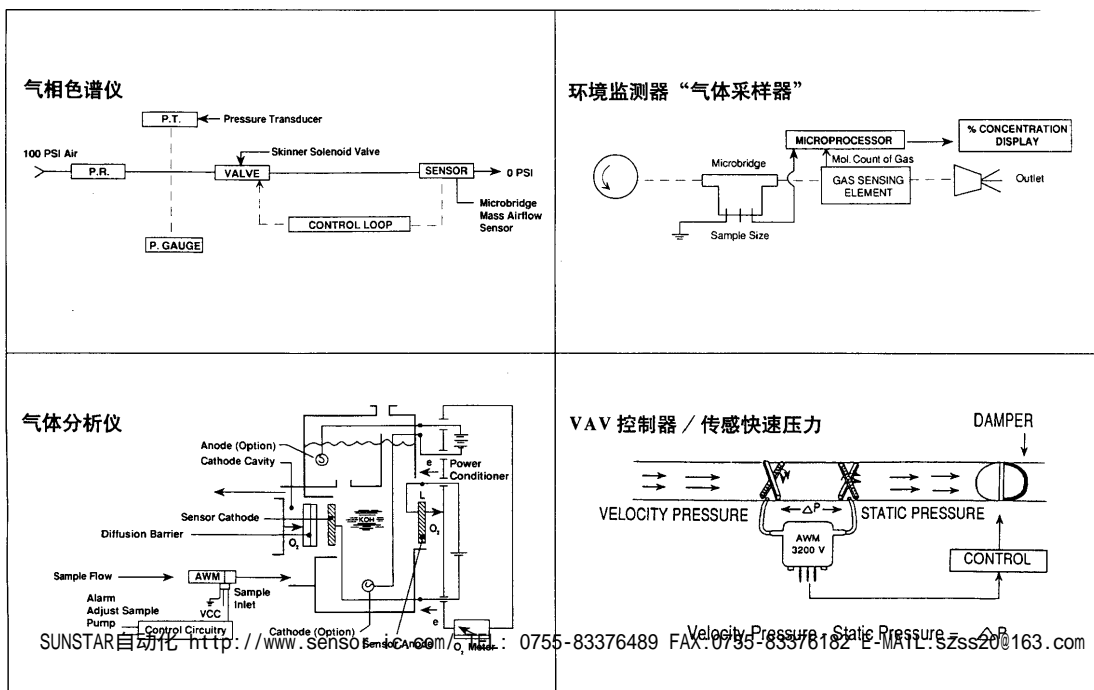 气相色谱仪
P.T.
Pressure Transducer
Skinner Solenoid Valve
100 PSI Air
P.R.
VALVE
SENSOR
0 PSI
Microbridge
Mass Airflow
Sensor
CONTROL LOOP
P. GAUGE
环境监测器“气体采样器”
MICROPROCESSOR
% CONCENTRATION
DISPLAY
Microbridge
Mol. Count of Gas
GAS SENSING
ELEMENT
Outlet
Sample Size
气体分析仪
Anode (Option)
Cathode Cavity
e
Power
Conditioner
L
Sensor Cathode
KOH
O₂
O₂
Diffusion Barrier
Sample Flow
AWM
Sample
Inlet
Alarm
Adjust Sample
Pump
VCC
Control Circuitry
Cathode (Option)
Sensor Anode
e
O₂ Meter
VAV 控制器/传感快速压力
DAMPER
VELOCITY PRESSURE
△P
STATIC PRESSURE
AWM
3200 V
CONTROL
Velocity Pressure - Static Pressure = △P
SUNSTAR自动化 http://www.sensor-ic.com/ TEL: 0755-83376489 FAX:0755-83376182 E-MAIL:szss20@163.com